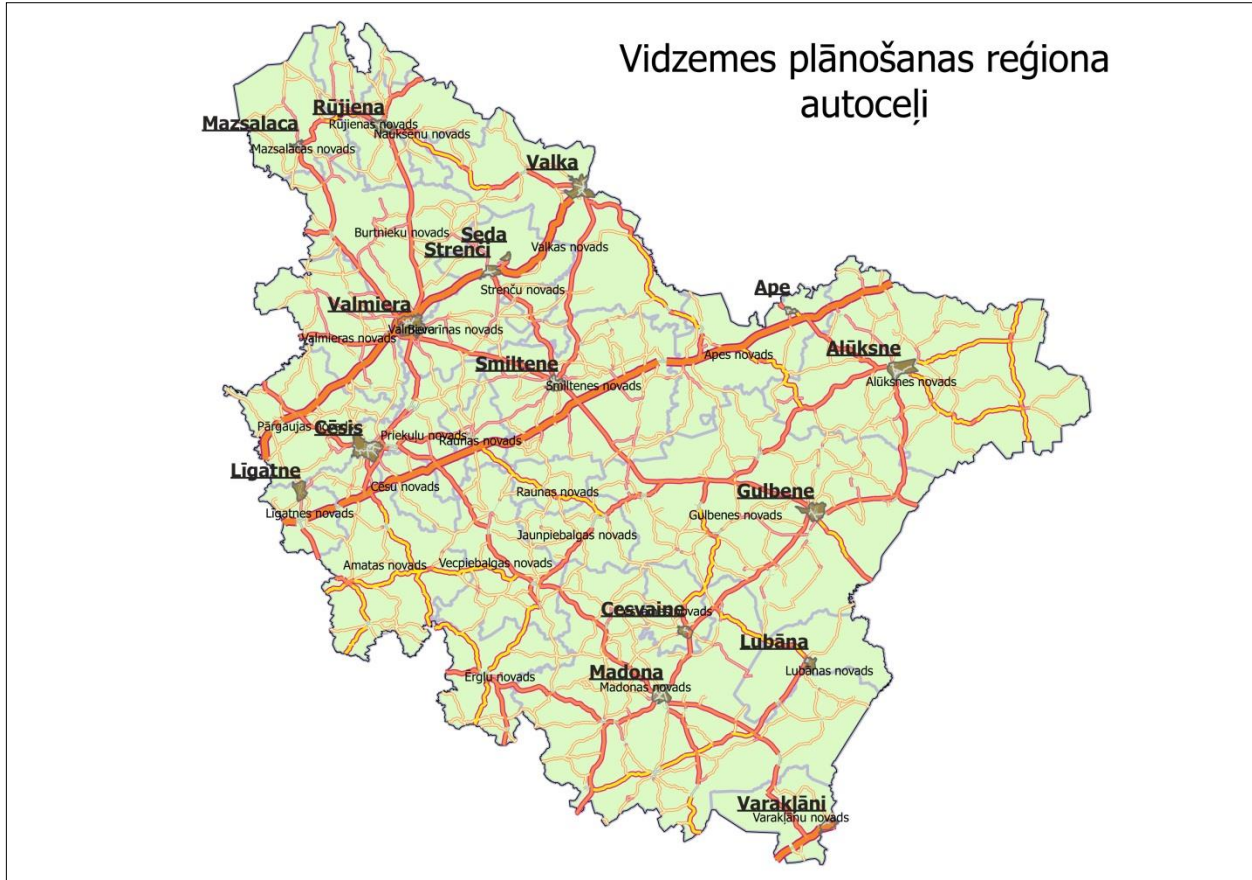 Vidzemes plānošanas reģiona
autoceļi
Rūjiena
Rūjienas novads
Mazsalaca
Naukšēnu novads
Mazsalacas novads
Valka
Burtnieku novads
Seda
Strenči
Valkas novads
Strenču novads
Ape
Valmiera
Valmiera
Beverīnas novads
Valmieras novads
Alūksne
Apes novads
Smiltene
Smiltenes novads
Alūksnes novads
Pārgaujas novads
Cēsis
Priekuļu novads
Raunas novads
Līgatne
Cēsu novads
Raunas novads
Gulbene
Līgatnes novads
Gulbenes novads
Jaunpiebalgas novads
Amatas novads
Vecpiebalgas novads
Cesvaine
novads
Lubāna
Madona
Lubānas novads
Ērgļu novads
Madonas novads
Varakļāni
Varakļānu novads